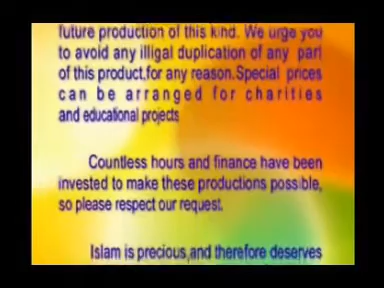 future production of this kind. We urge you
to avoid any illigal duplication of any part
of this product,for any reason.Special prices
can be arranged for charities
and educational projects
Countless hours and finance have been
invested to make these productions possible,
so please respect our request.
Islam is precious,and therefore deserves